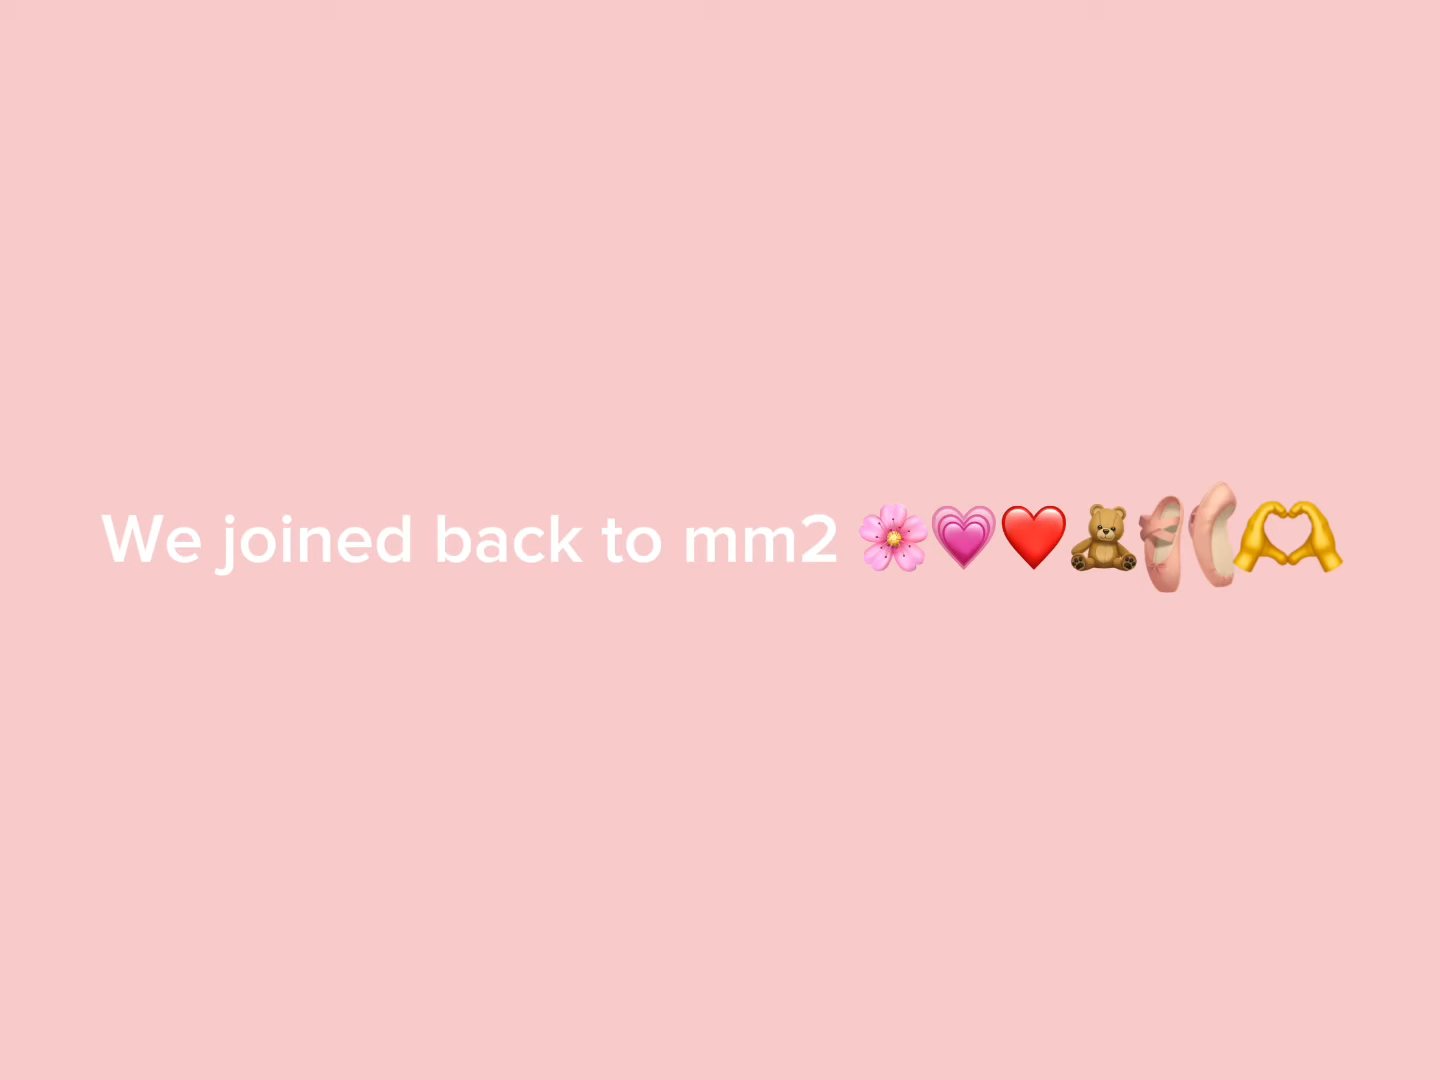 We joined back to mm2 🌸💗❤️🧸🩰🫶